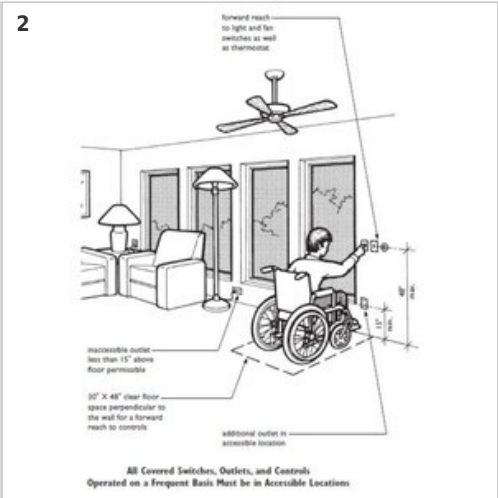 2
forward reach
to light and fan
switches as well
as thermostat
48"
max.
15"
min.
inaccessible outlet
less than 15" above
floor permissible
30" X 48" clear floor
space perpendicular to
the wall for a forward
reach to controls
additional outlet in
accessible location
All Covered Switches, Outlets, and Controls
Operated on a Frequent Basis Must be in Accessible Locations